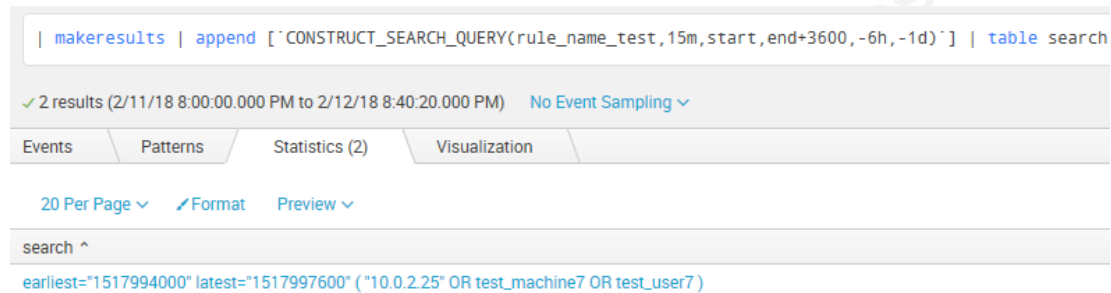 | makeresults | append [`CONSTRUCT_SEARCH_QUERY(rule_name_test,15m,start,end+3600,-6h,-1d)`] | table search
✓ 2 results (2/11/18 8:00:00.000 PM to 2/12/18 8:40:20.000 PM) No Event Sampling
Events Patterns Statistics (2) Visualization
20 Per Page Format Preview
search ^
earliest="1517994000" latest="1517997600" ( "10.0.2.25" OR test_machine7 OR test_user7 )